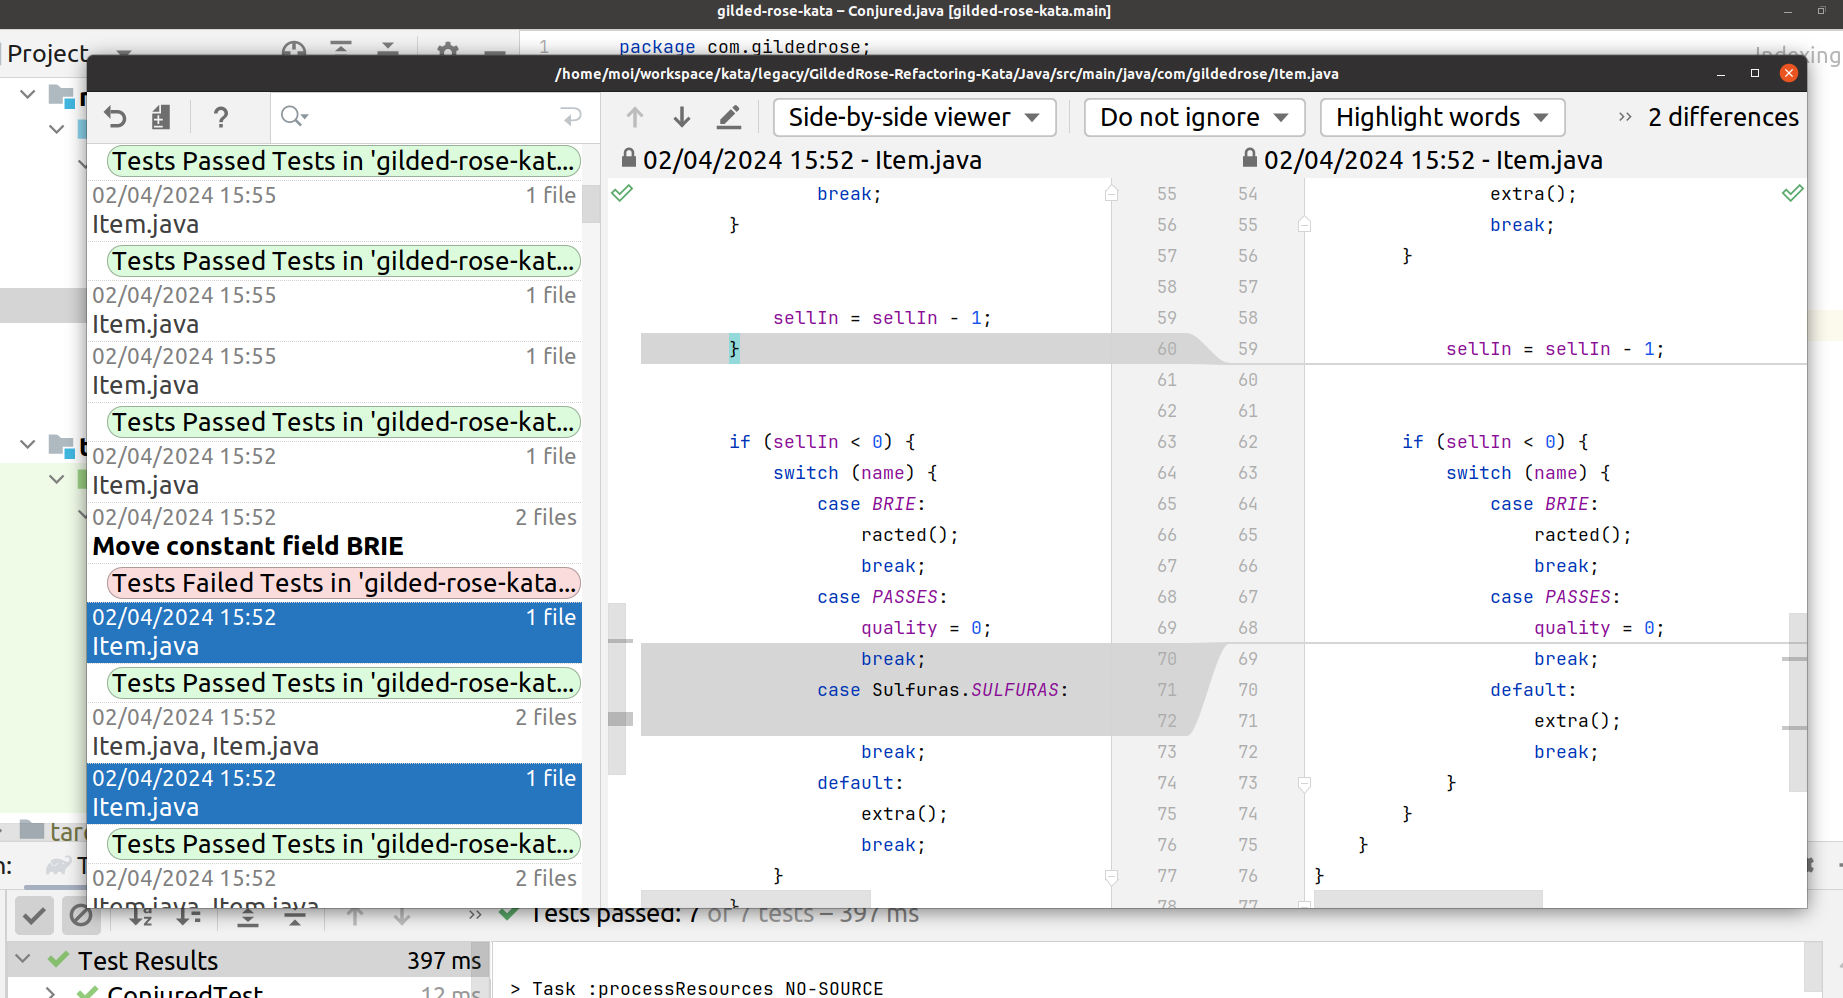 gilded-rose-kata – Conjured.java [gilded-rose-kata.main]
Project
1 package com.gildedrose;
Indexing
/home/moi/workspace/kata/legacy/GildedRose-Refactoring-Kata/Java/src/main/java/com/gildedrose/Item.java
? Side-by-side viewer Do not ignore Highlight words » 2 differences
02/04/2024 15:52 - Item.java
02/04/2024 15:52 - Item.java
Tests Passed Tests in 'gilded-rose-kat...
02/04/2024 15:55 1 file
Item.java
Tests Passed Tests in 'gilded-rose-kat...
02/04/2024 15:55 1 file
Item.java
02/04/2024 15:55 1 file
Item.java
Tests Passed Tests in 'gilded-rose-kat...
02/04/2024 15:52 1 file
Item.java
02/04/2024 15:52 2 files
Move constant field BRIE
Tests Failed Tests in 'gilded-rose-kata...
02/04/2024 15:52 1 file
Item.java
Tests Passed Tests in 'gilded-rose-kat...
02/04/2024 15:52 2 files
Item.java, Item.java
02/04/2024 15:52 1 file
Item.java
Tests Passed Tests in 'gilded-rose-kat...
02/04/2024 15:52 2 files
Item.java, Item.java
break; 55
} 56
57
58
sellIn = sellIn - 1; 59
} 60
61
62
if (sellIn < 0) { 63
switch (name) { 64
case BRIE: 65
racted(); 66
break; 67
case PASSES: 68
quality = 0; 69
break; 70
case Sulfuras.SULFURAS: 71
72
break; 73
default: 74
extra(); 75
break; 76
} 77
} 78
54 extra();
55 break;
56 }
57
58
59 sellIn = sellIn - 1;
60
61
62 if (sellIn < 0) {
63 switch (name) {
64 case BRIE:
65 racted();
66 break;
67 case PASSES:
68 quality = 0;
69 break;
70 default:
71 extra();
72 break;
73 }
74 }
75 }
76 }
77
n: T
» Tests passed: 7 of 7 tests – 397 ms
Test Results 397 ms
ConjuredTest 12 ms
> Task :processResources NO-SOURCE